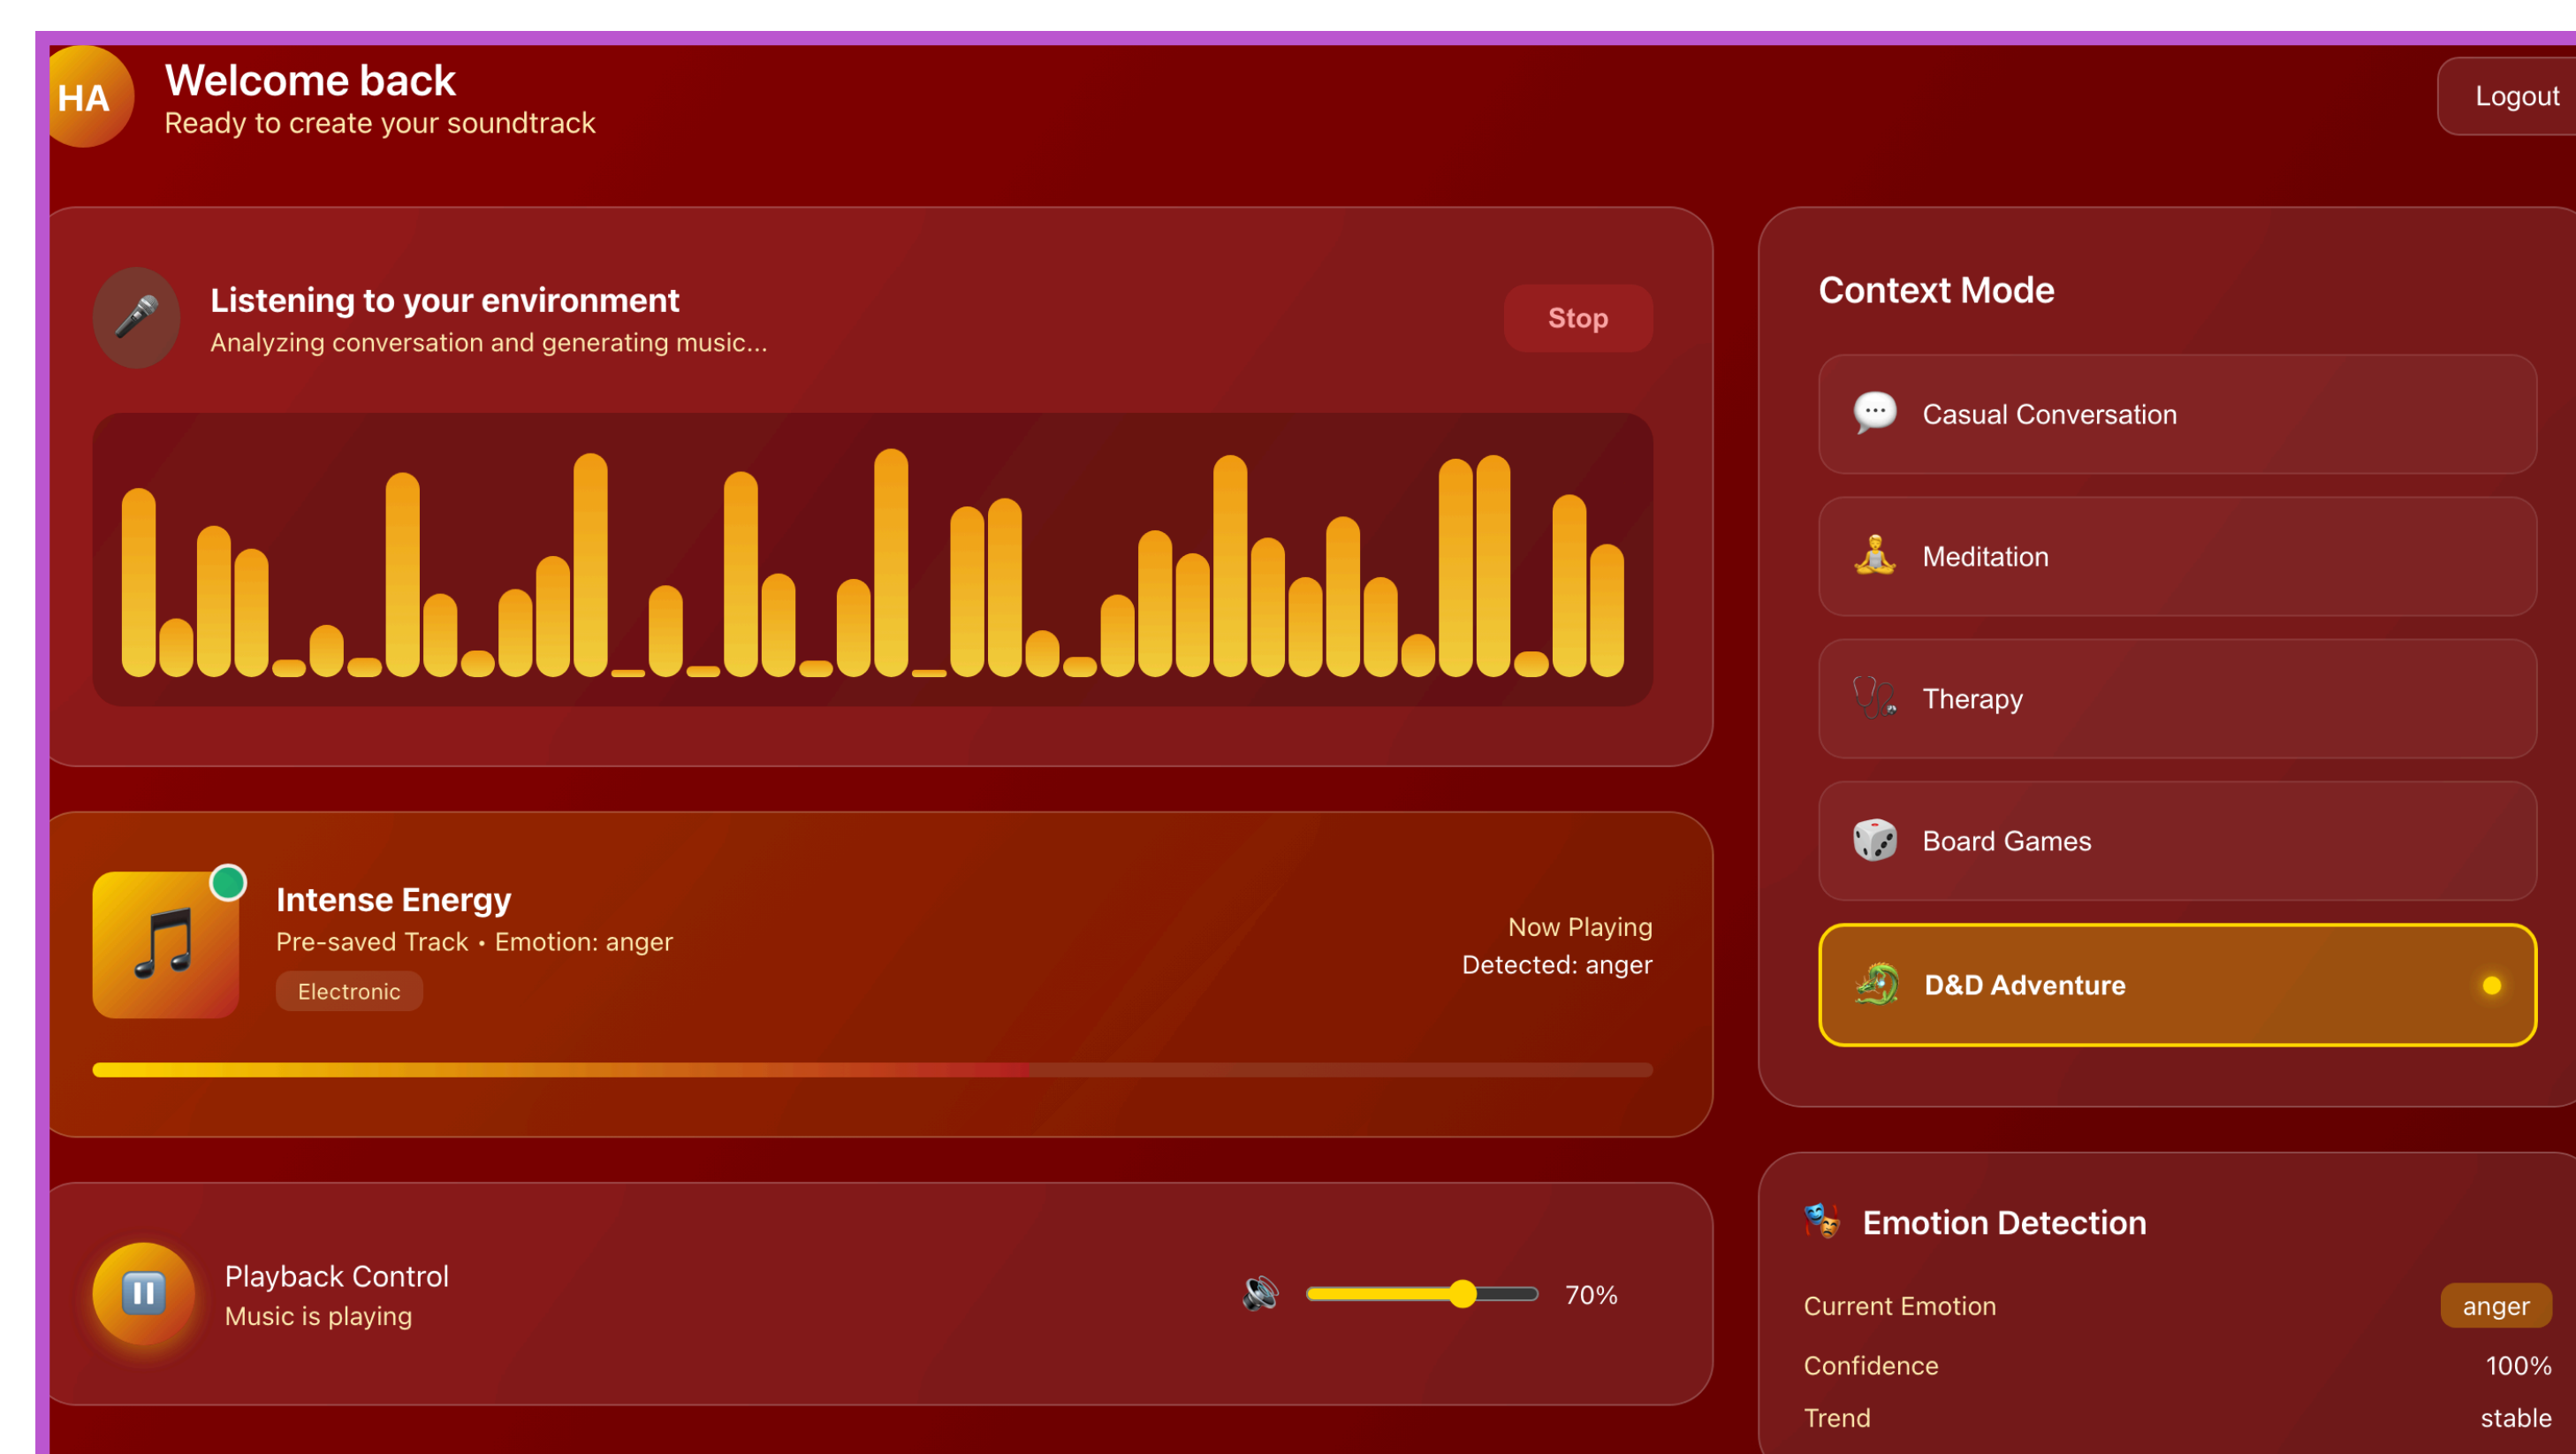 HA
Welcome back
Ready to create your soundtrack
Logout
Listening to your environment
Analyzing conversation and generating music...
Stop
Intense Energy
Pre-saved Track • Emotion: anger
Electronic
Now Playing
Detected: anger
Playback Control
Music is playing
70%
Context Mode
Casual Conversation
Meditation
Therapy
Board Games
D&D Adventure
Emotion Detection
Current Emotion
anger
Confidence
100%
Trend
stable